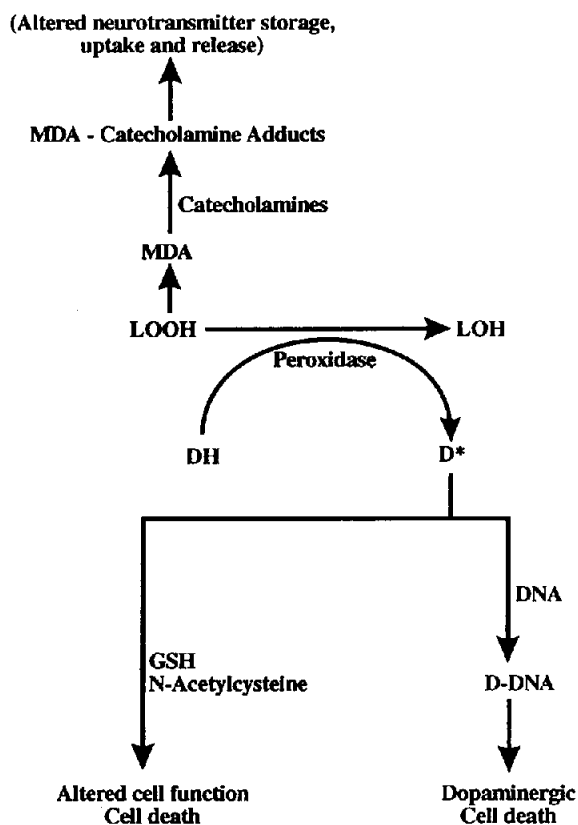 (Altered neurotransmitter storage,
uptake and release)
MDA - Catecholamine Adducts
Catecholamines
MDA
LOOH
LOH
Peroxidase
DH
D*
DNA
GSH
N-Acetylcysteine
D-DNA
Altered cell function
Cell death
Dopaminergic
Cell death